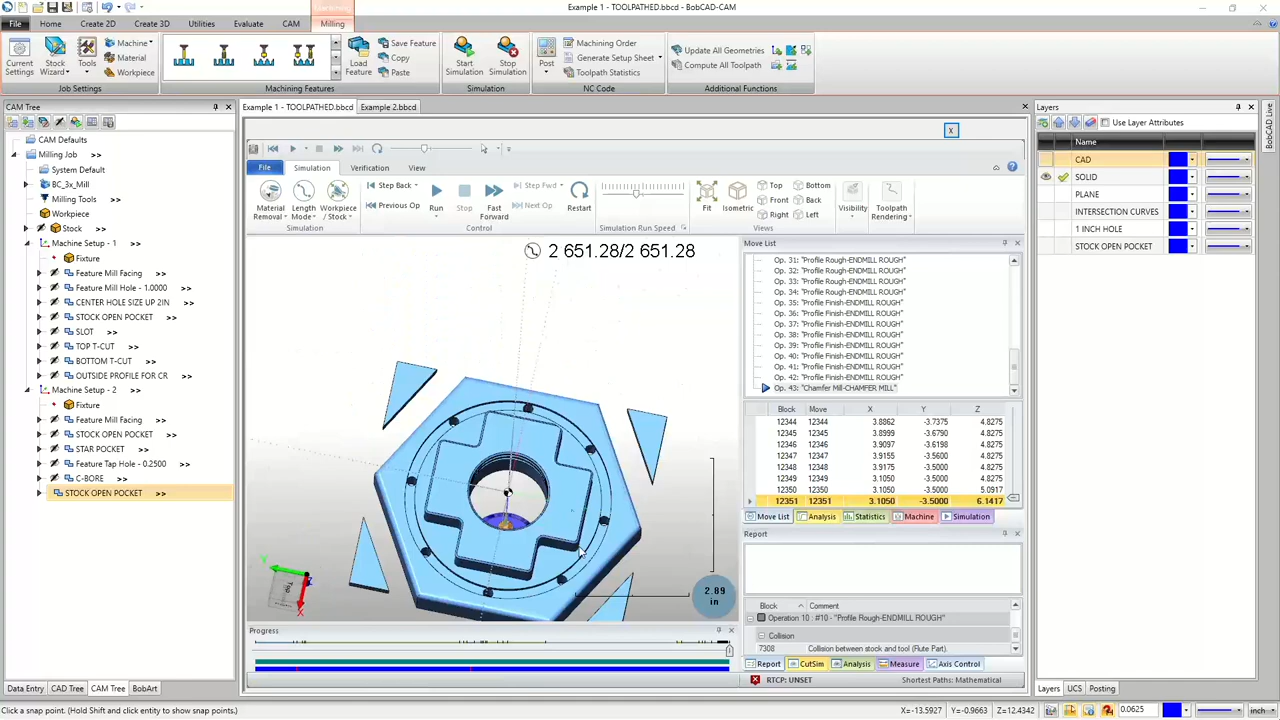 Machining
Example 1 - TOOLPATHED.bbcd - BobCAD-CAM
File Home Create 2D Create 3D Utilities Evaluate CAM Milling
Current Settings
Stock Wizard
Tools
Machine
Material
Workpiece
Load Feature
Save Feature
Copy
Paste
Start Simulation
Stop Simulation
Post
Machining Order
Generate Setup Sheet
Toolpath Statistics
Update All Geometries
Compute All Toolpath
Job Settings Machining Features Simulation NC Code Additional Functions
CAM Tree
CAM Defaults
Milling Job >>
System Default
BC_3x_Mill
Milling Tools >>
Workpiece
Stock >>
Machine Setup - 1 >>
Fixture
Feature Mill Facing >>
Feature Mill Hole - 1.0000 >>
CENTER HOLE SIZE UP 2IN >>
STOCK OPEN POCKET >>
SLOT >>
TOP T-CUT >>
BOTTOM T-CUT >>
OUTSIDE PROFILE FOR CR >>
Machine Setup - 2 >>
Fixture
Feature Mill Facing >>
STOCK OPEN POCKET >>
STAR POCKET >>
Feature Tap Hole - 0.2500 >>
C-BORE >>
STOCK OPEN POCKET >>
Data Entry CAD Tree CAM Tree BobArt
Example 1 - TOOLPATHED.bbcd Example 2.bbcd
x
File Simulation Verification View
Material Removal
Length Mode
Workpiece / Stock
Step Back
Previous Op
Run
Stop
Fast Forward
Step Fwd
Next Op
Restart
Fit
Isometric
Top
Front
Right
Bottom
Back
Left
Visibility
Toolpath Rendering
Simulation Control Simulation Run Speed Views
2 651.28/2 651.28
Top
Y
X
Z
2.89
in
Progress
RTCP: UNSET Shortest Paths: Mathematical
Move List
Op. 31: "Profile Rough-ENDMILL ROUGH"
Op. 32: "Profile Rough-ENDMILL ROUGH"
Op. 33: "Profile Rough-ENDMILL ROUGH"
Op. 34: "Profile Rough-ENDMILL ROUGH"
Op. 35: "Profile Finish-ENDMILL ROUGH"
Op. 36: "Profile Finish-ENDMILL ROUGH"
Op. 37: "Profile Finish-ENDMILL ROUGH"
Op. 38: "Profile Finish-ENDMILL ROUGH"
Op. 39: "Profile Finish-ENDMILL ROUGH"
Op. 40: "Profile Finish-ENDMILL ROUGH"
Op. 41: "Profile Finish-ENDMILL ROUGH"
Op. 42: "Profile Finish-ENDMILL ROUGH"
Op. 43: "Chamfer Mill-CHAMFER MILL"
Block Move X Y Z
12344 12344 3.8862 -3.7375 4.8275
12345 12345 3.8990 -3.6790 4.8275
12346 12346 3.9097 -3.6198 4.8275
12347 12347 3.9155 -3.5600 4.8275
12348 12348 3.9175 -3.5000 4.8275
12349 12349 3.1050 -3.5000 4.8275
12350 12350 3.1050 -3.5000 5.0917
12351 12351 3.1050 -3.5000 6.1417
Move List Analysis Statistics Machine Simulation
Report
Block Comment
Operation 10 : #10 - "Profile Rough-ENDMILL ROUGH"
Collision
7308 Collision between stock and tool (Flute Part).
Report CutSim Analysis Measure Axis Control
Layers
Use Layer Attributes
Name
CAD
SOLID
PLANE
INTERSECTION CURVES
1 INCH HOLE
STOCK OPEN POCKET
Layers UCS Posting
BobCAD Live
Click a snap point. (Hold Shift and click entity to show snap points.)
X=-13.5927 Y=-0.9663 Z=12.4342 0.0625 inch